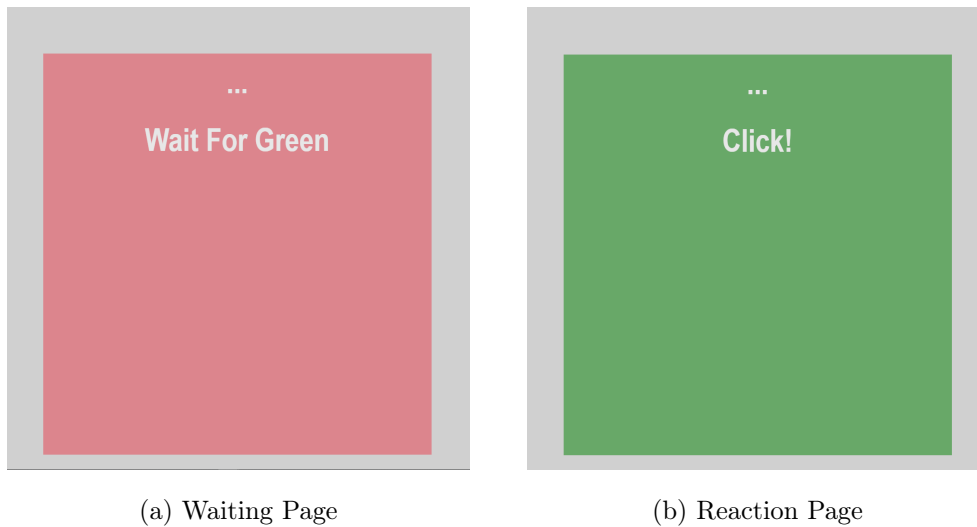 ...
Wait For Green
(a) Waiting Page
...
Click!
(b) Reaction Page